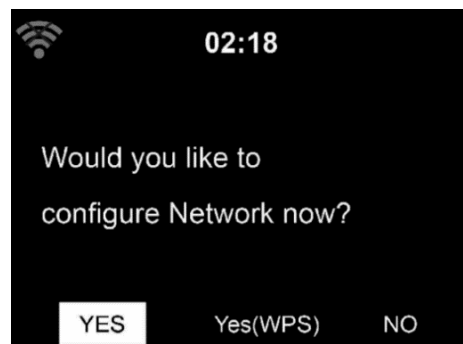 02:18
Would you like to
configure Network now?
YES Yes(WPS) NO